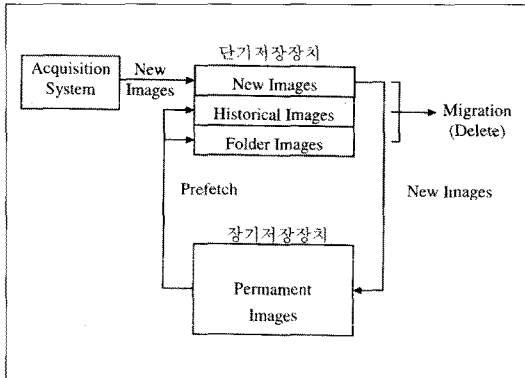 단기저장장치
Acquisition
System
New
Images
New Images
Historical Images
Folder Images
Migration
(Delete)
Prefetch
New Images
장기저장장치
Permament
Images